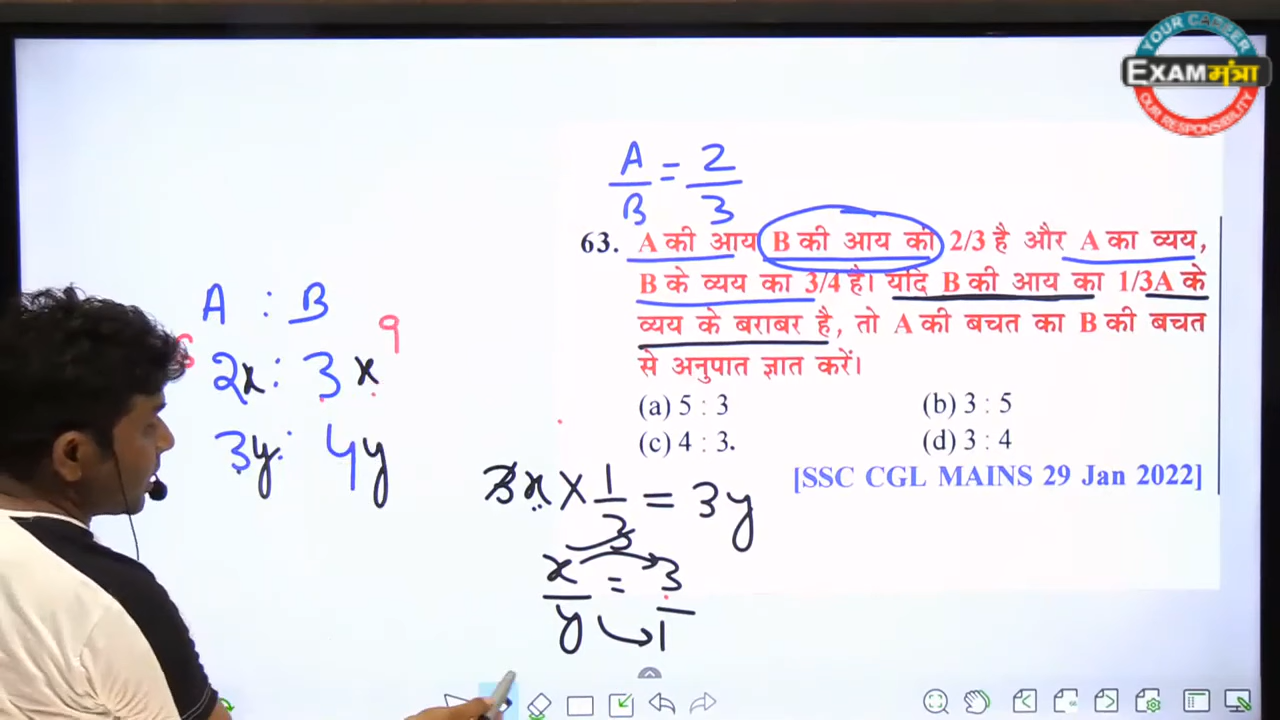 YOUR CAREER
EXAMमंत्रा
OUR RESPONSIBILITY
A/B = 2/3
63. A की आय B की आय की 2/3 है और A का व्यय,
B के व्यय का 3/4 है। यदि B की आय का 1/3A के
व्यय के बराबर है, तो A की बचत का B की बचत
से अनुपात ज्ञात करें।
(a) 5 : 3
(b) 3 : 5
(c) 4 : 3.
(d) 3 : 4
[SSC CGL MAINS 29 Jan 2022]
A : B
9
2x : 3x
3y : 4y
3x × 1/3 = 3y
x/y = 3/1